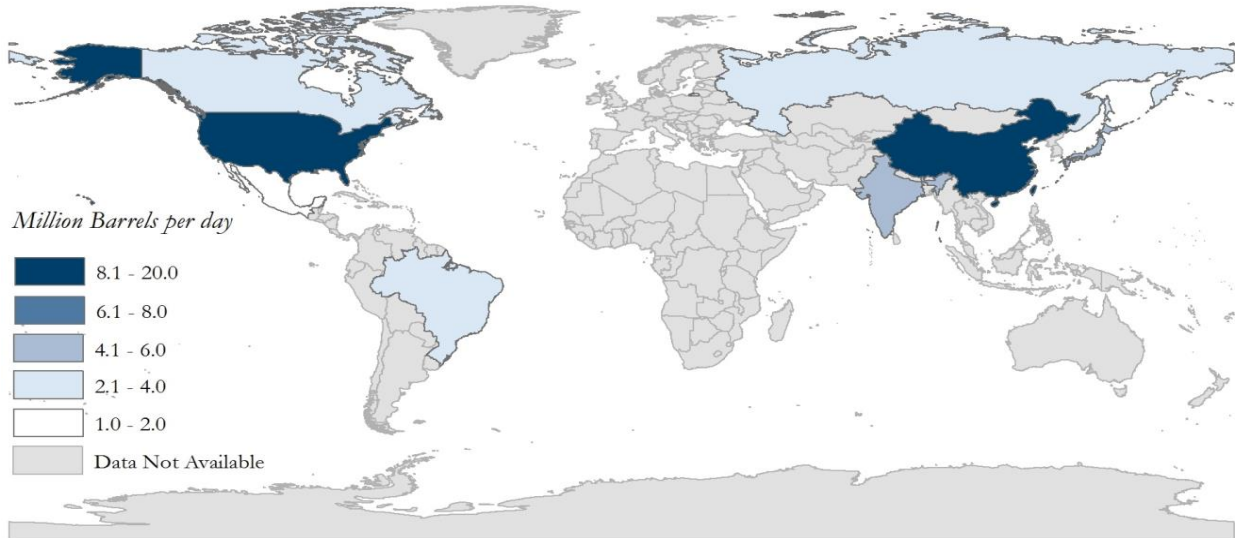 Million Barrels per day
8.1 - 20.0
6.1 - 8.0
4.1 - 6.0
2.1 - 4.0
1.0 - 2.0
Data Not Available